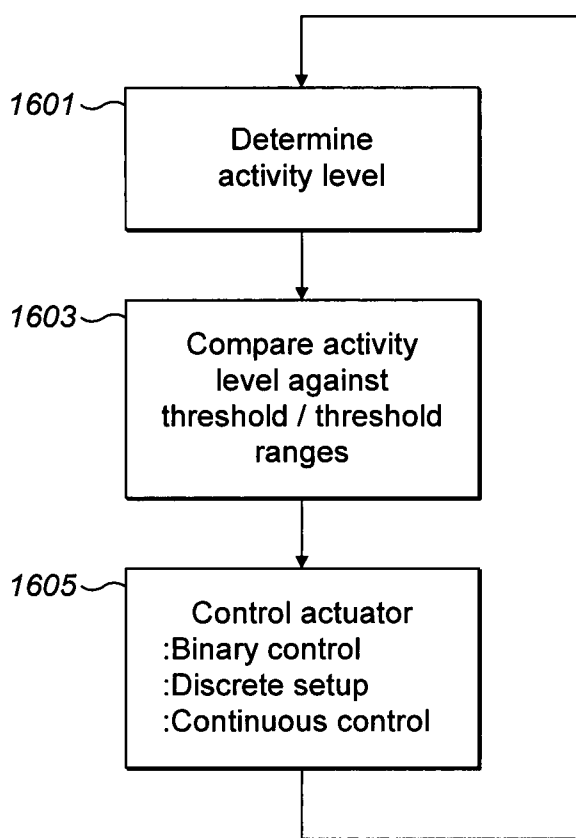 1601
Determine
activity level
1603
Compare activity
level against
threshold / threshold
ranges
1605
Control actuator
:Binary control
:Discrete setup
:Continuous control